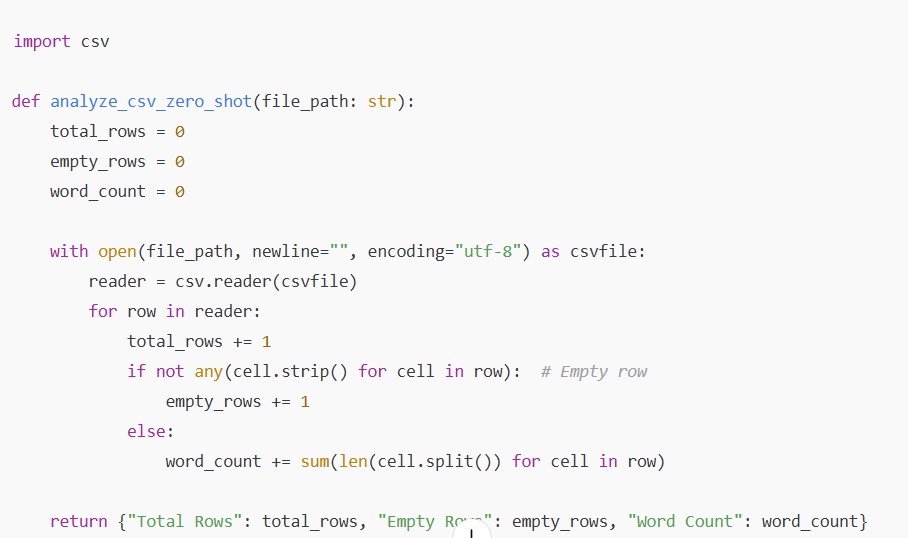 import csv
def analyze_csv_zero_shot(file_path: str):
    total_rows = 0
    empty_rows = 0
    word_count = 0
    with open(file_path, newline="", encoding="utf-8") as csvfile:
        reader = csv.reader(csvfile)
        for row in reader:
            total_rows += 1
            if not any(cell.strip() for cell in row):  # Empty row
                empty_rows += 1
            else:
                word_count += sum(len(cell.split()) for cell in row)
    return {"Total Rows": total_rows, "Empty Rows": empty_rows, "Word Count": word_count}